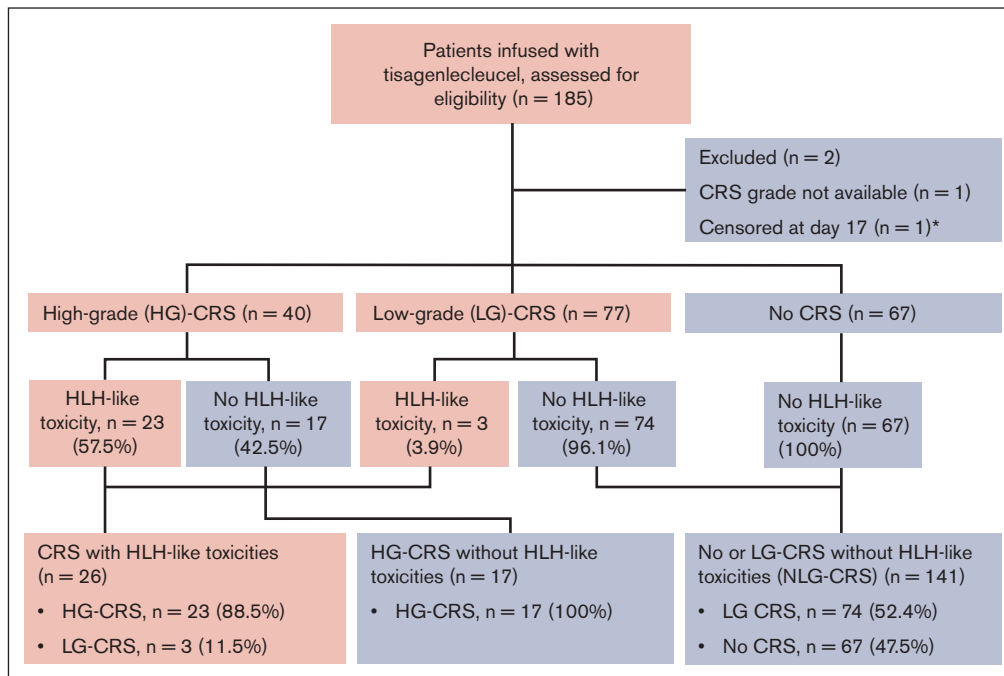 Patients infused with
tisagenlecleucel, assessed for
eligibility (n = 185)
Excluded (n = 2)
CRS grade not available (n = 1)
Censored at day 17 (n = 1)*
High-grade (HG)-CRS (n = 40)
Low-grade (LG)-CRS (n = 77)
No CRS (n = 67)
HLH-like
toxicity, n = 23
(57.5%)
No HLH-like
toxicity, n = 17
(42.5%)
HLH-like
toxicity, n = 3
(3.9%)
No HLH-like
toxicity, n = 74
(96.1%)
No HLH-like
toxicity (n = 67)
(100%)
CRS with HLH-like toxicities
(n = 26)
• HG-CRS, n = 23 (88.5%)
• LG-CRS, n = 3 (11.5%)
HG-CRS without HLH-like
toxicities (n = 17)
• HG-CRS, n = 17 (100%)
No or LG-CRS without HLH-like
toxicities (NLG-CRS) (n = 141)
• LG CRS, n = 74 (52.4%)
• No CRS, n = 67 (47.5%)